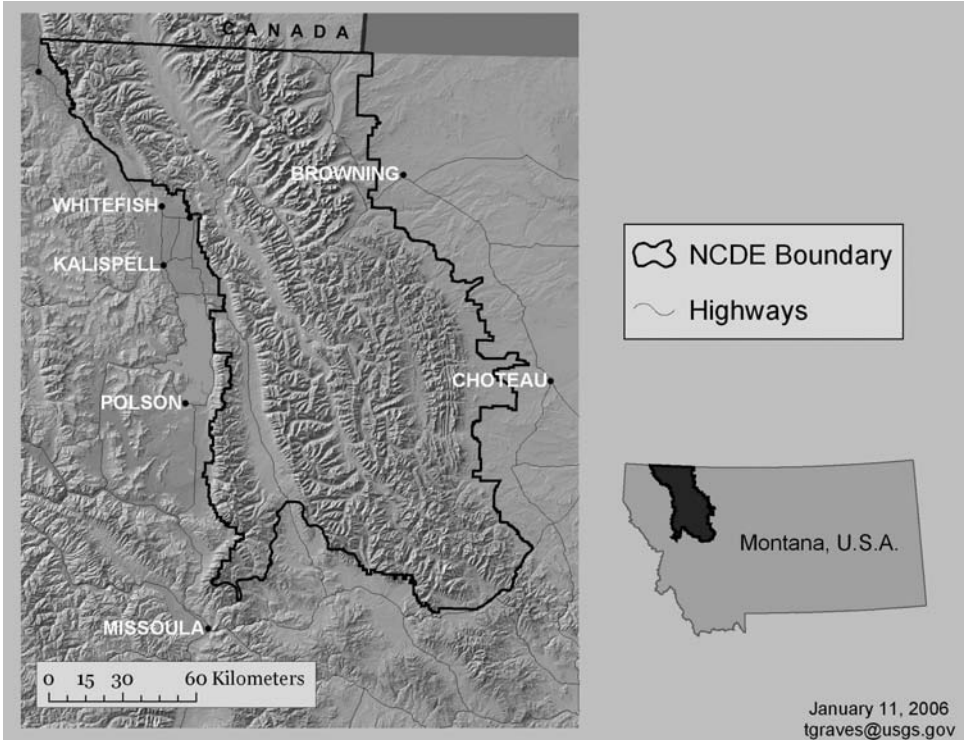 CANADA
BROWNING
WHITEFISH
KALISPELL
CHOTEAU
POLSON
MISSOULA
0 15 30 60 Kilometers
NCDE Boundary
Highways
Montana, U.S.A.
January 11, 2006
tgraves@usgs.gov